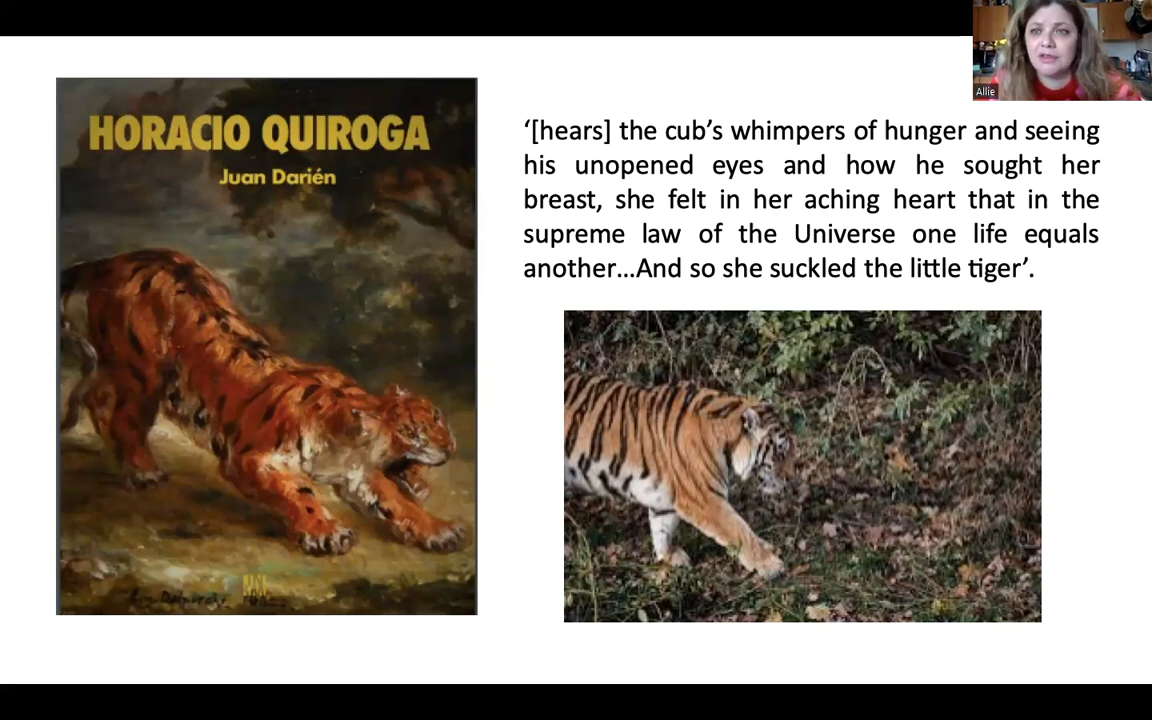 HORACIO QUIROGA
Juan Darién
‘[hears] the cub’s whimpers of hunger and seeing
his unopened eyes and how he sought her
breast, she felt in her aching heart that in the
supreme law of the Universe one life equals
another...And so she suckled the little tiger’.
Allie